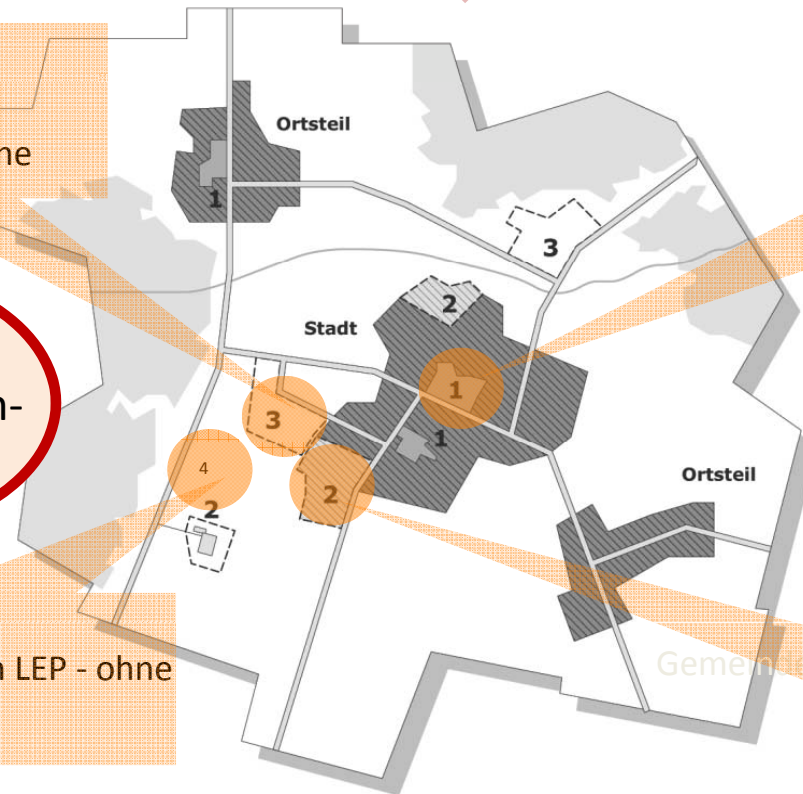 Ortsteil
ne
1
3
2
Stadt
1
n-
3
1
4
2
Ortsteil
2
n LEP - ohne
Gemeinde